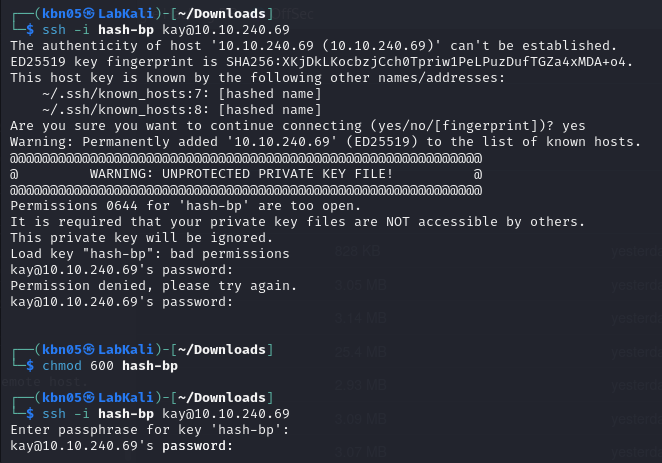 ┌──(kbn05㉿LabKali)-[~/Downloads]
└─$ ssh -i hash-bp kay@10.10.240.69
The authenticity of host '10.10.240.69 (10.10.240.69)' can't be established.
ED25519 key fingerprint is SHA256:XKjDkLKocbzjCch0Tpriw1PeLPuzDufTGZa4xMDA+o4.
This host key is known by the following other names/addresses:
    ~/.ssh/known_hosts:7: [hashed name]
    ~/.ssh/known_hosts:8: [hashed name]
Are you sure you want to continue connecting (yes/no/[fingerprint])? yes
Warning: Permanently added '10.10.240.69' (ED25519) to the list of known hosts.
@@@@@@@@@@@@@@@@@@@@@@@@@@@@@@@@@@@@@@@@@@@@@@@@@@@@@@@@@@@
@         WARNING: UNPROTECTED PRIVATE KEY FILE!          @
@@@@@@@@@@@@@@@@@@@@@@@@@@@@@@@@@@@@@@@@@@@@@@@@@@@@@@@@@@@
Permissions 0644 for 'hash-bp' are too open.
It is required that your private key files are NOT accessible by others.
This private key will be ignored.
Load key "hash-bp": bad permissions
kay@10.10.240.69's password:
Permission denied, please try again.
kay@10.10.240.69's password:
┌──(kbn05㉿LabKali)-[~/Downloads]
└─$ chmod 600 hash-bp
emote host.
┌──(kbn05㉿LabKali)-[~/Downloads]
└─$ ssh -i hash-bp kay@10.10.240.69
Enter passphrase for key 'hash-bp':
kay@10.10.240.69's password: